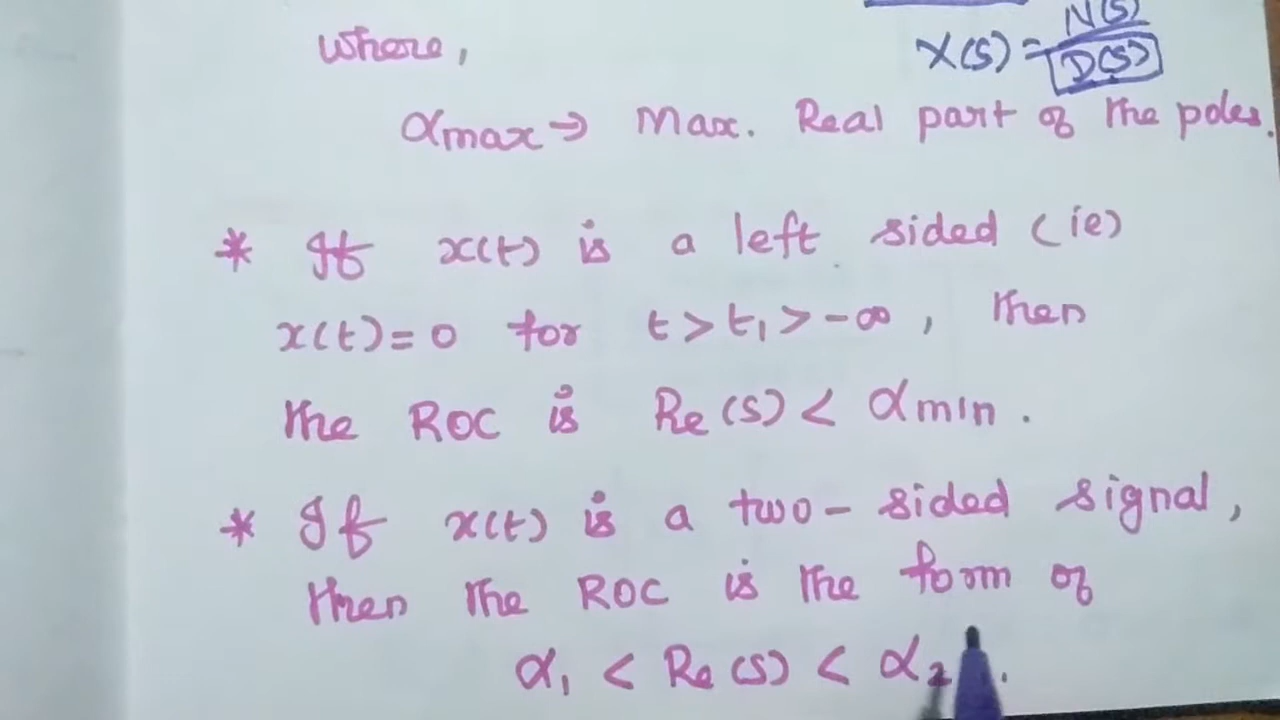 where,
X(S) = N(S)
D(S)
αmax → Max. Real part of the poles.
* If x(t) is a left sided (ie)
x(t) = 0 for t > t₁ > -∞, then
the ROC is Re(s) < αmin.
* If x(t) is a two-sided signal,
then the ROC is the form of
α₁ < Re(s) < α₂.